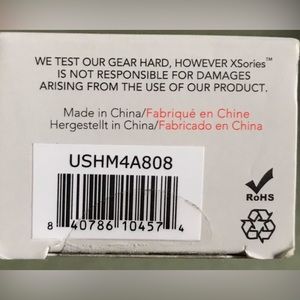 WE TEST OUR GEAR HARD, HOWEVER XSories™
IS NOT RESPONSIBLE FOR DAMAGES
ARISING FROM THE USE OF OUR PRODUCT.
Made in China/Fabriqué en Chine
Hergestellt in China/Fabricado en China
USHM4A808
RoHS
8 40786 10457 4